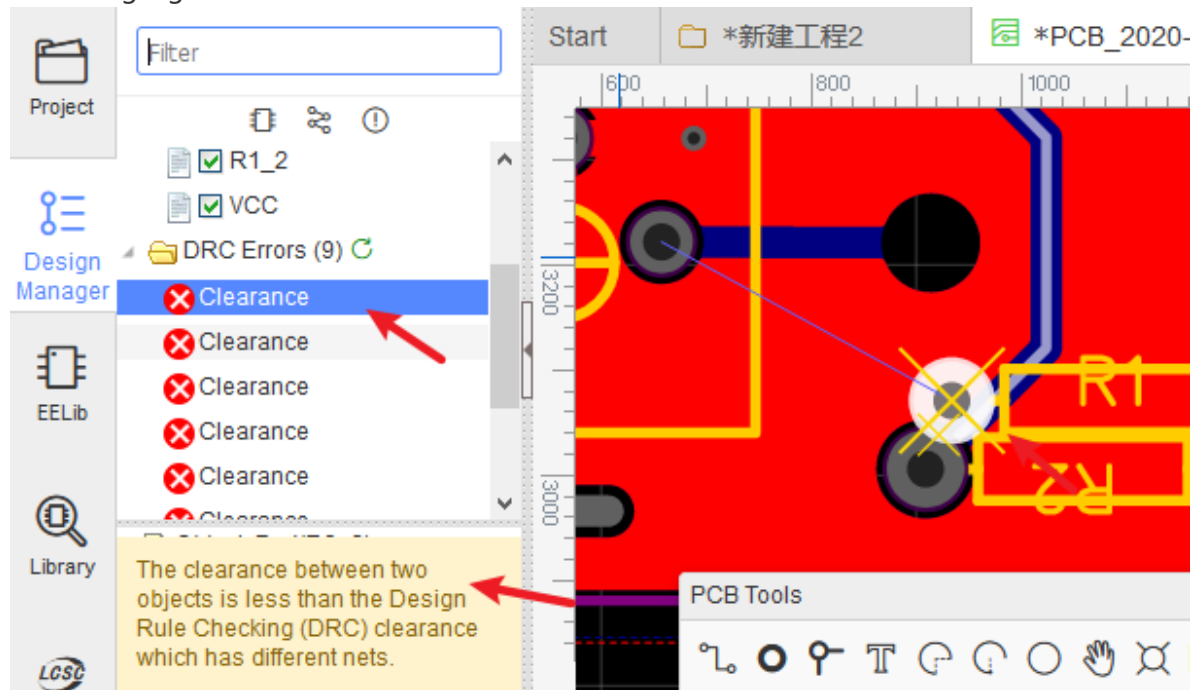 Filter
Start
*新建工程2
*PCB_2020-
600
800
1000
Project
R1_2
VCC
DRC Errors (9)
Design
Manager
Clearance
Clearance
Clearance
Clearance
Clearance
Clearance
3200
3000
R1
R2
EELib
Library
LCSC
The clearance between two
objects is less than the Design
Rule Checking (DRC) clearance
which has different nets.
PCB Tools
T